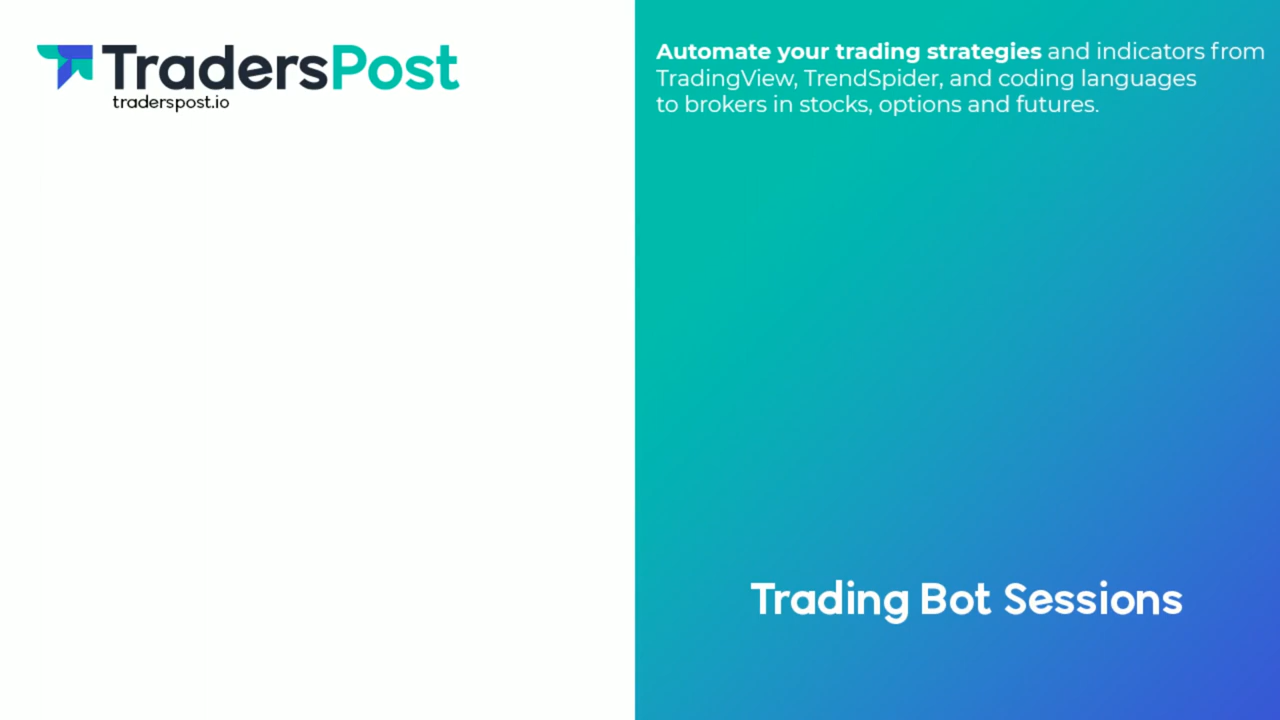 TradersPost
traderspost.io
Automate your trading strategies and indicators from
TradingView, TrendSpider, and coding languages
to brokers in stocks, options and futures.
Trading Bot Sessions